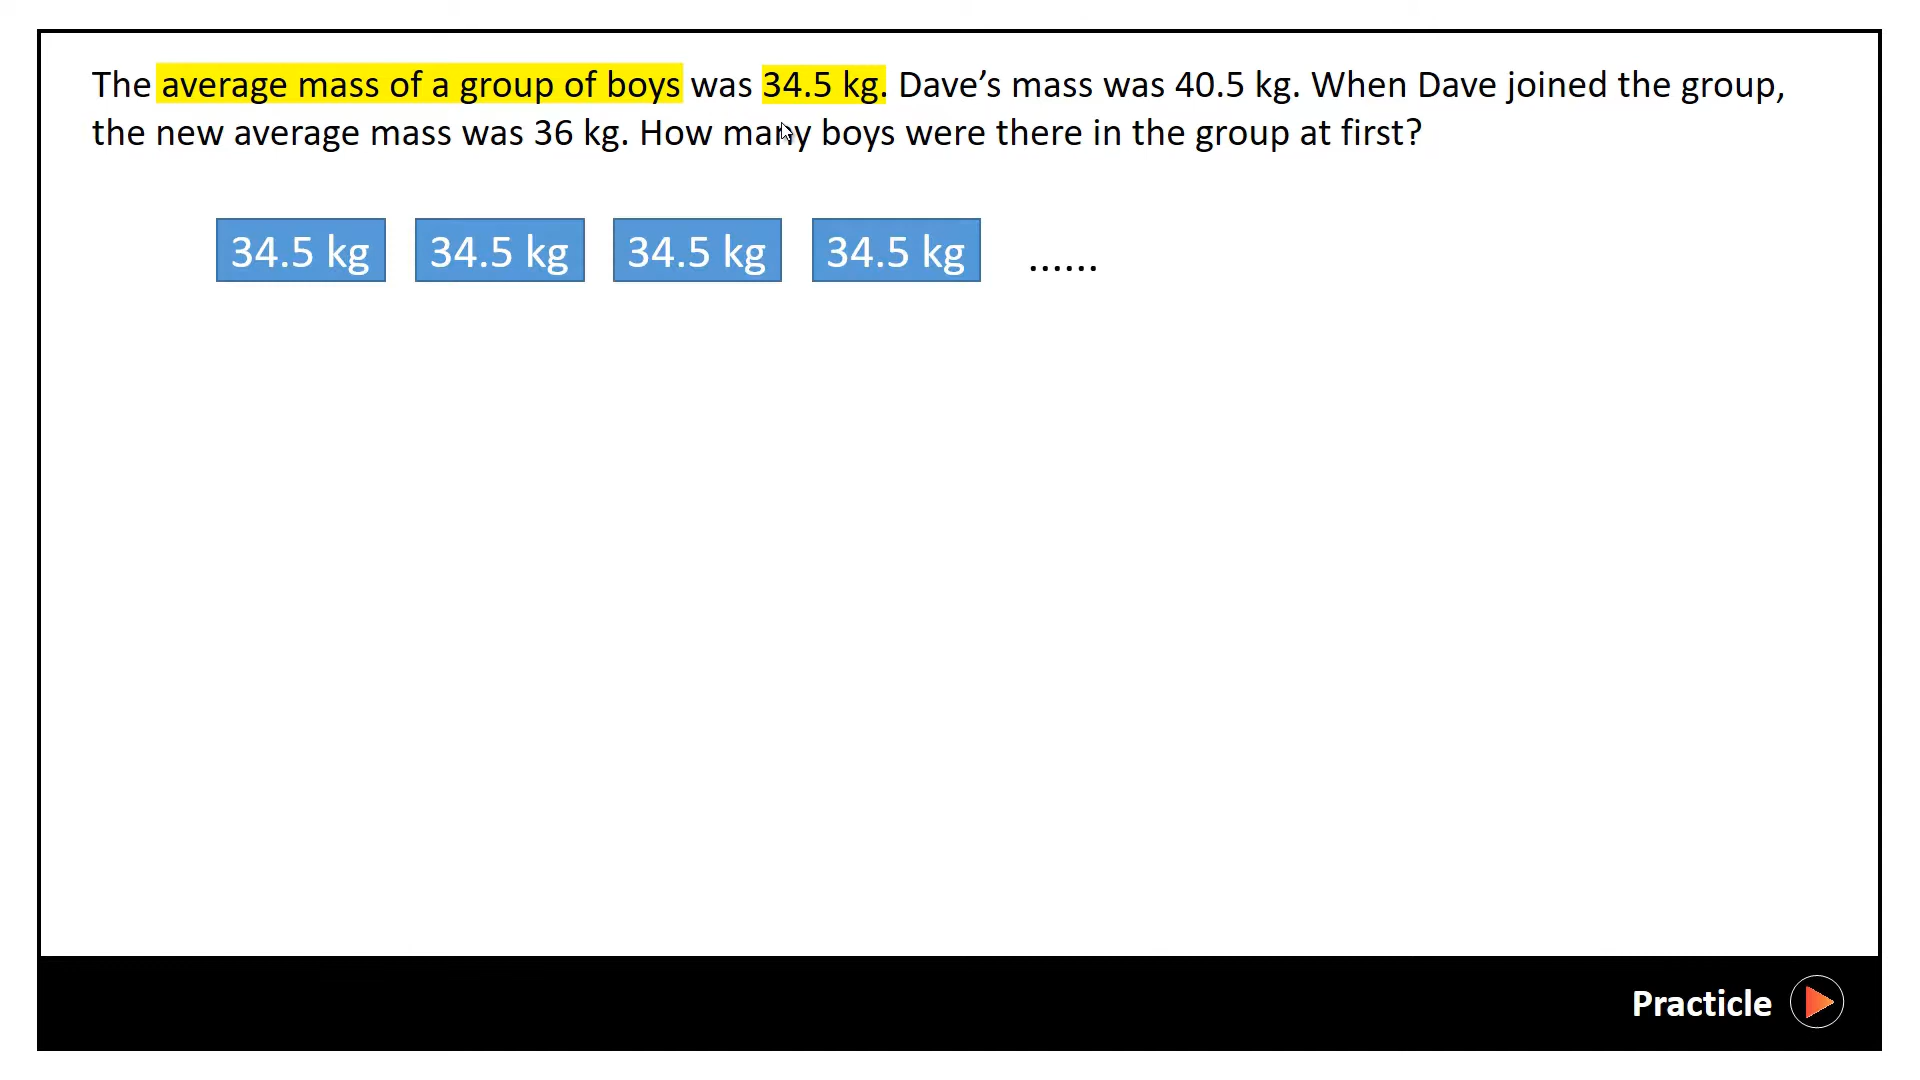 The average mass of a group of boys was 34.5 kg. Dave’s mass was 40.5 kg. When Dave joined the group,
the new average mass was 36 kg. How many boys were there in the group at first?
34.5 kg 34.5 kg 34.5 kg 34.5 kg ......
Practicle